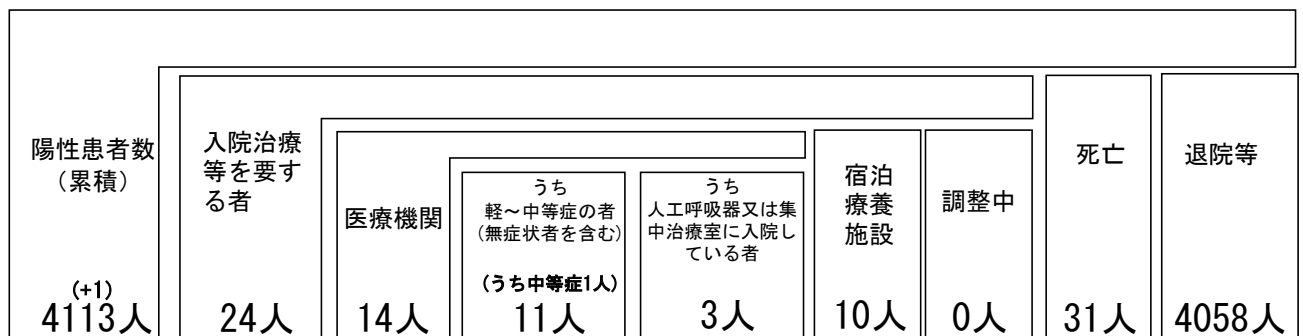 陽性患者数
（累積）
(+1)
4113人
入院治療
等を要す
る者
24人
医療機関
14人
うち
軽～中等症の者
(無症状者を含む)
(うち中等症1人)
11人
うち
人工呼吸器又は集
中治療室に入院し
ている者
3人
宿泊
療養
施設
10人
調整中
0人
死亡
31人
退院等
4058人